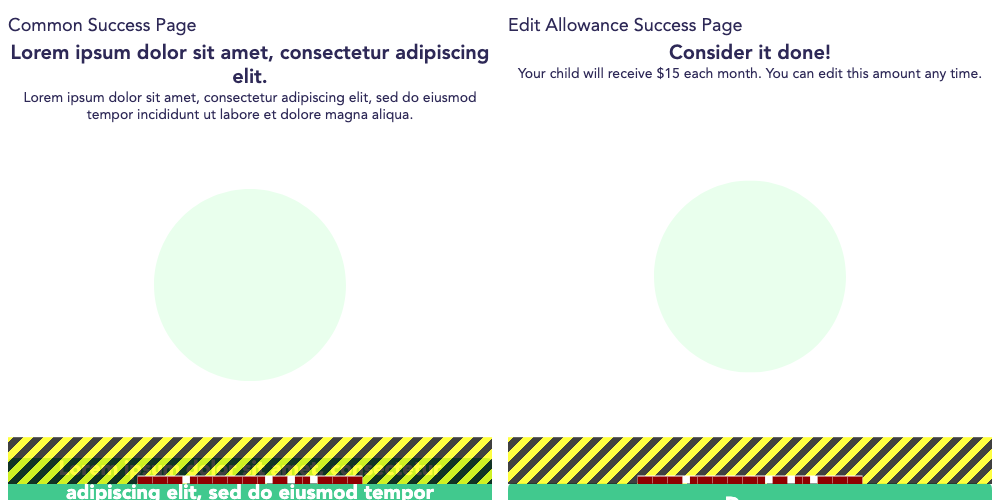 Common Success Page
Lorem ipsum dolor sit amet, consectetur adipiscing
elit.
Lorem ipsum dolor sit amet, consectetur adipiscing elit, sed do eiusmod
tempor incididunt ut labore et dolore magna aliqua.
adipiscing elit, sed do eiusmod tempor
Edit Allowance Success Page
Consider it done!
Your child will receive $15 each month. You can edit this amount any time.